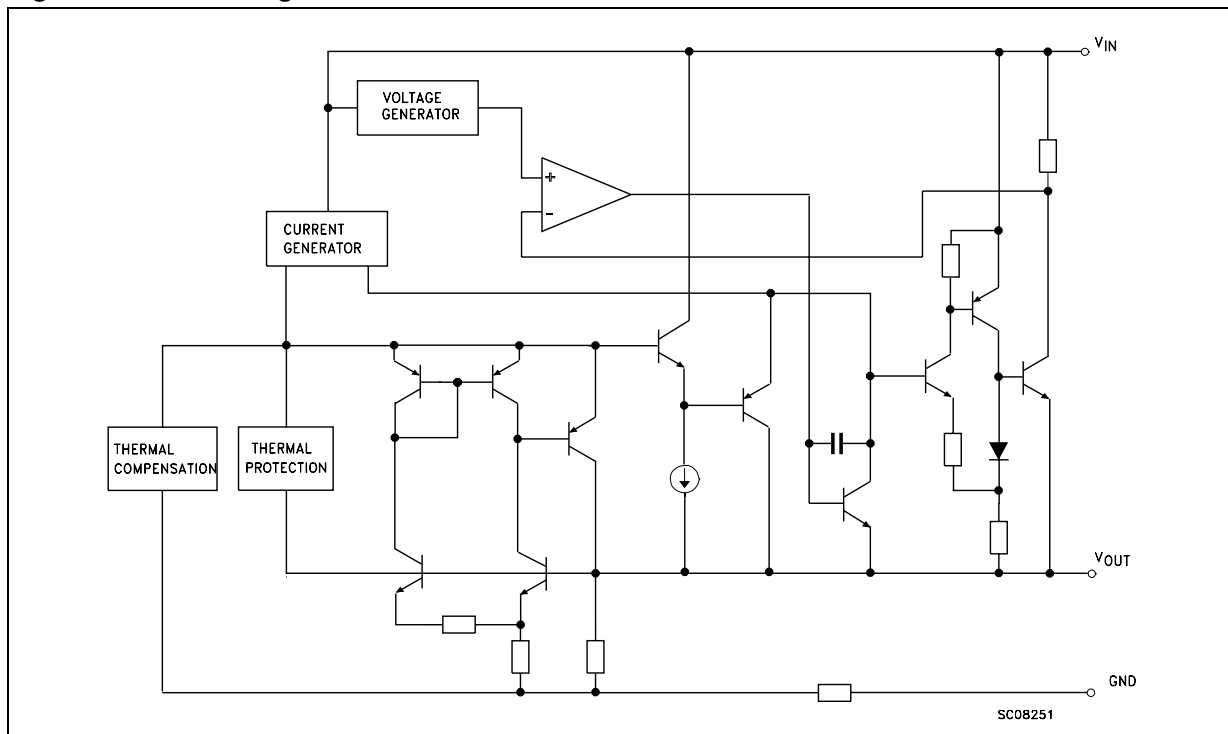 VIN
VOLTAGE
GENERATOR
+
-
CURRENT
GENERATOR
THERMAL
COMPENSATION
THERMAL
PROTECTION
VOUT
GND
SC08251